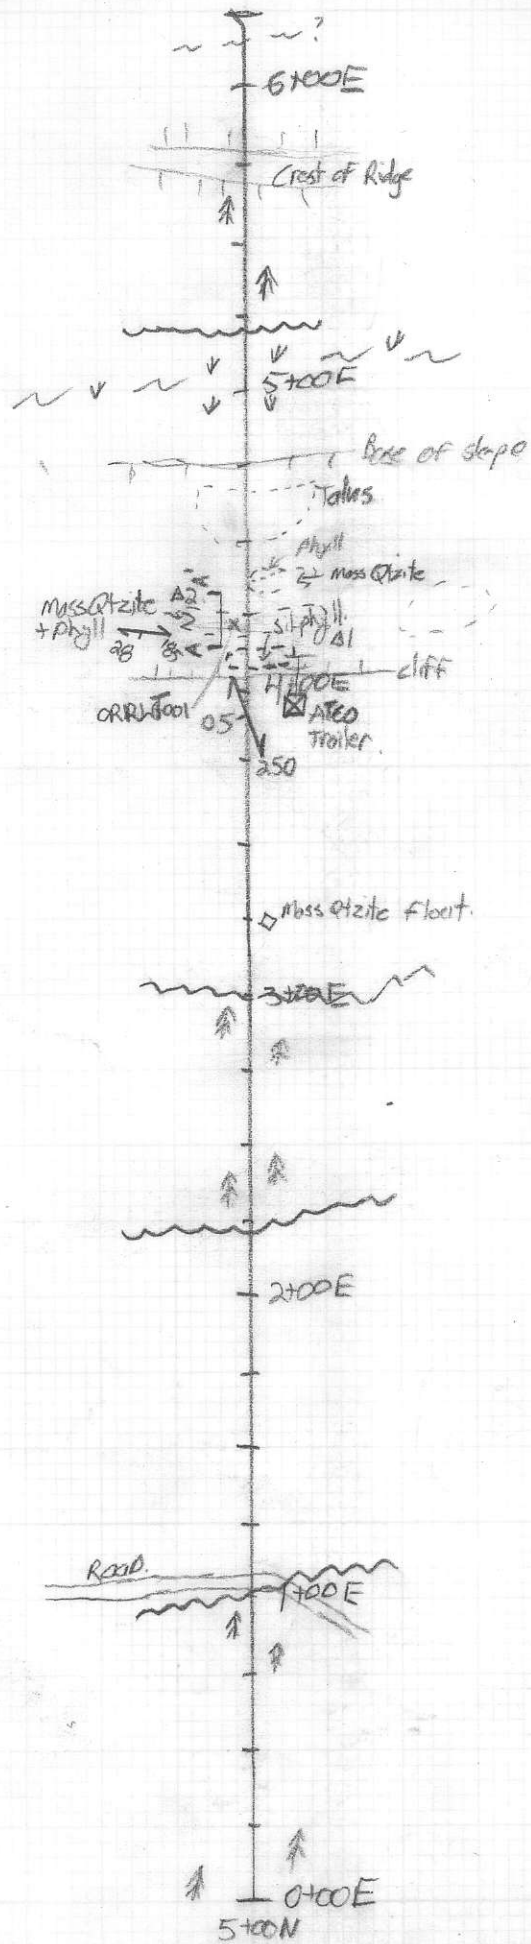 ?
6+00E
Crest of Ridge
5+00E
Base of slope
Talus
Phyll
Mass Qtzite
A2
Mass Qtzite
+ Phyll
phyll.
A1
28
cliff
4+00E
05
ATCO
Trailer.
250
Mass Qtzite Float.
3+00E
2+00E
ROAD.
1+00E
0+00E
5+00N